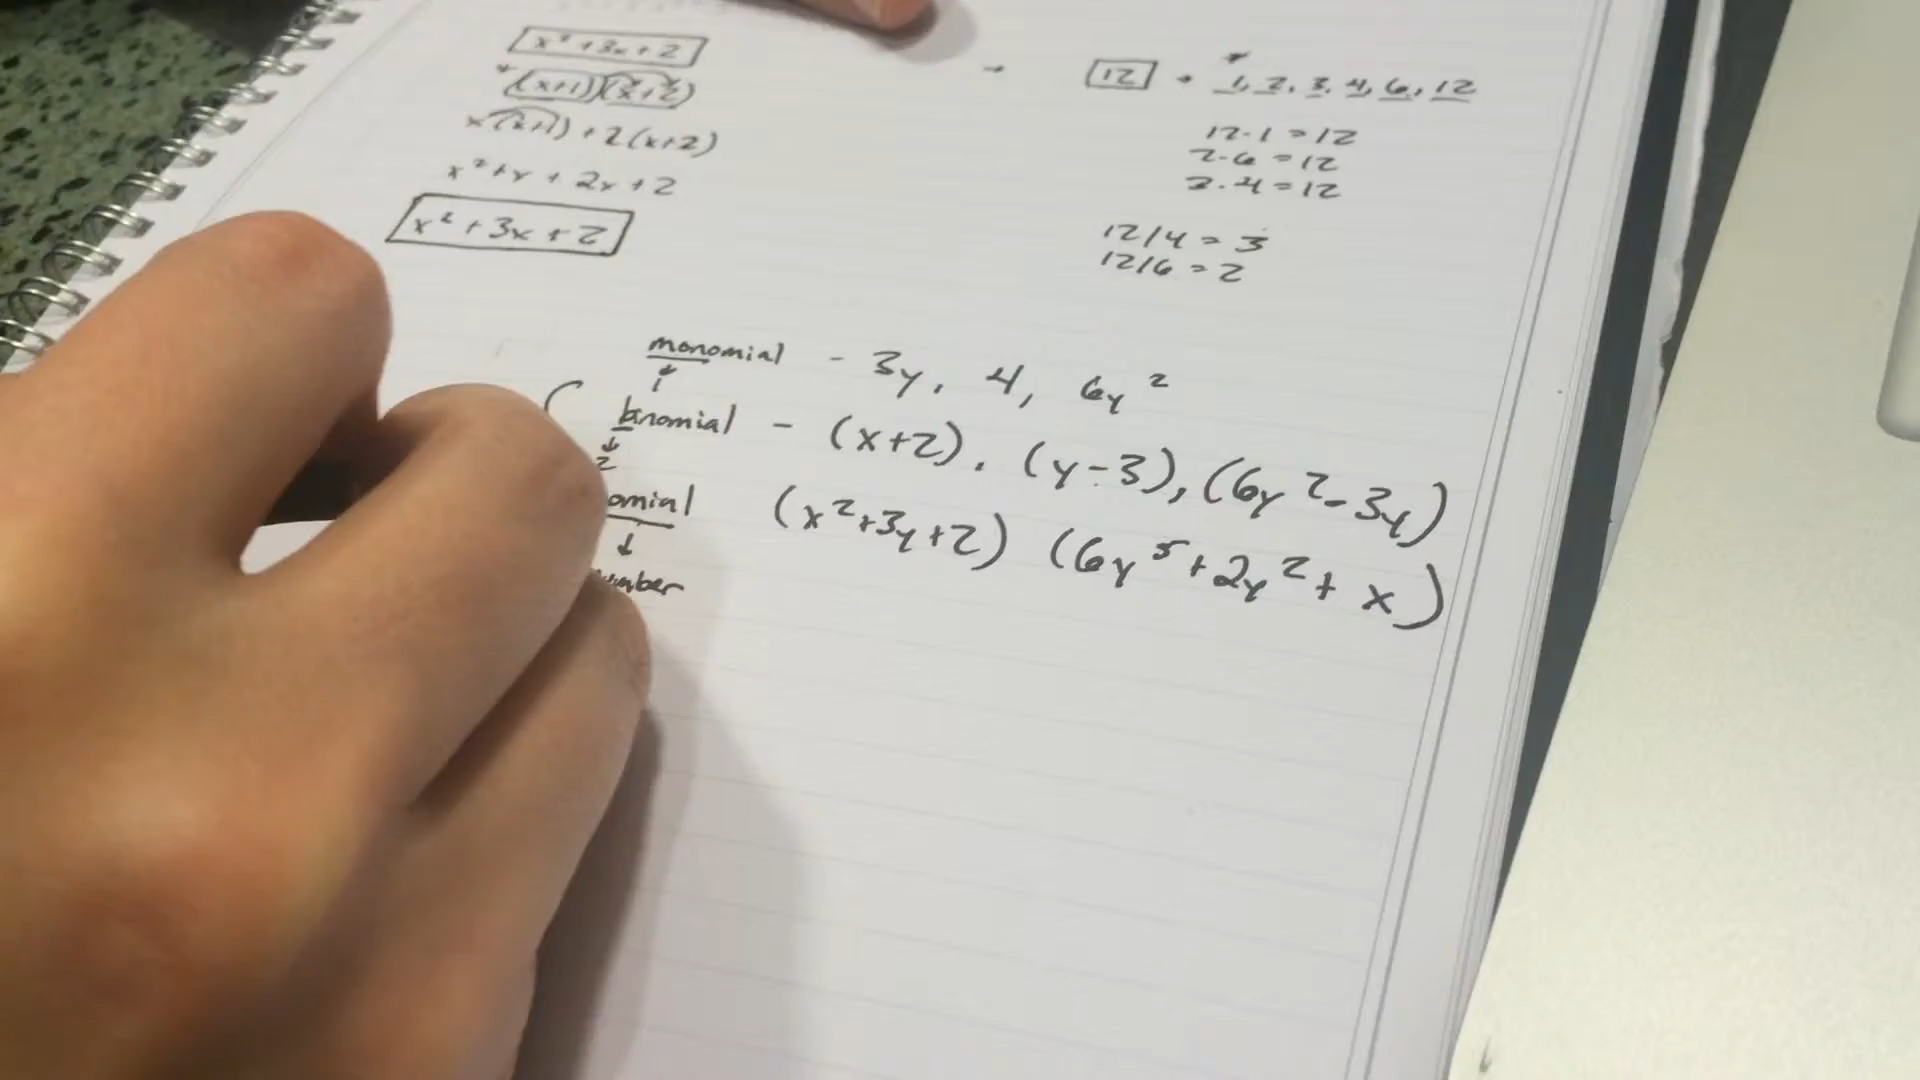 x² + 3x + 2
(x+1)(x+2)
x(x+1) + 2(x+2)
x² + x + 2x + 2
x² + 3x + 2
12 → 1, 2, 3, 4, 6, 12
12·1 = 12
2·6 = 12
3·4 = 12
12/4 = 3
12/6 = 2
monomial - 3y, 4, 6y²
1
binomial - (x+2), (y-3), (6y²-3y)
2
omial (x²+3y+2) (6y⁵+2y²+x)